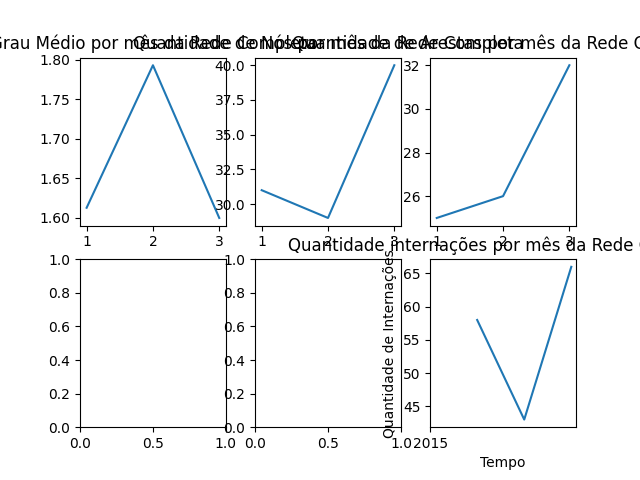 Grau Médio por mês da Rede Completa
Quantidade de Nós por mês da Rede Completa
Quantidade de Arestas por mês da Rede
1.80
1.75
1.70
1.65
1.60
1 2 3
40.0
37.5
35.0
32.5
30.0
1 2 3
32
30
28
26
1 2 3
1.0
0.8
0.6
0.4
0.2
0.0
0.0 0.5 1.0
1.0
0.8
0.6
0.4
0.2
0.0
0.0 0.5 1.0
Quantidade internações por mês da Rede
Quantidade de Internações
65
60
55
50
45
2015
Tempo